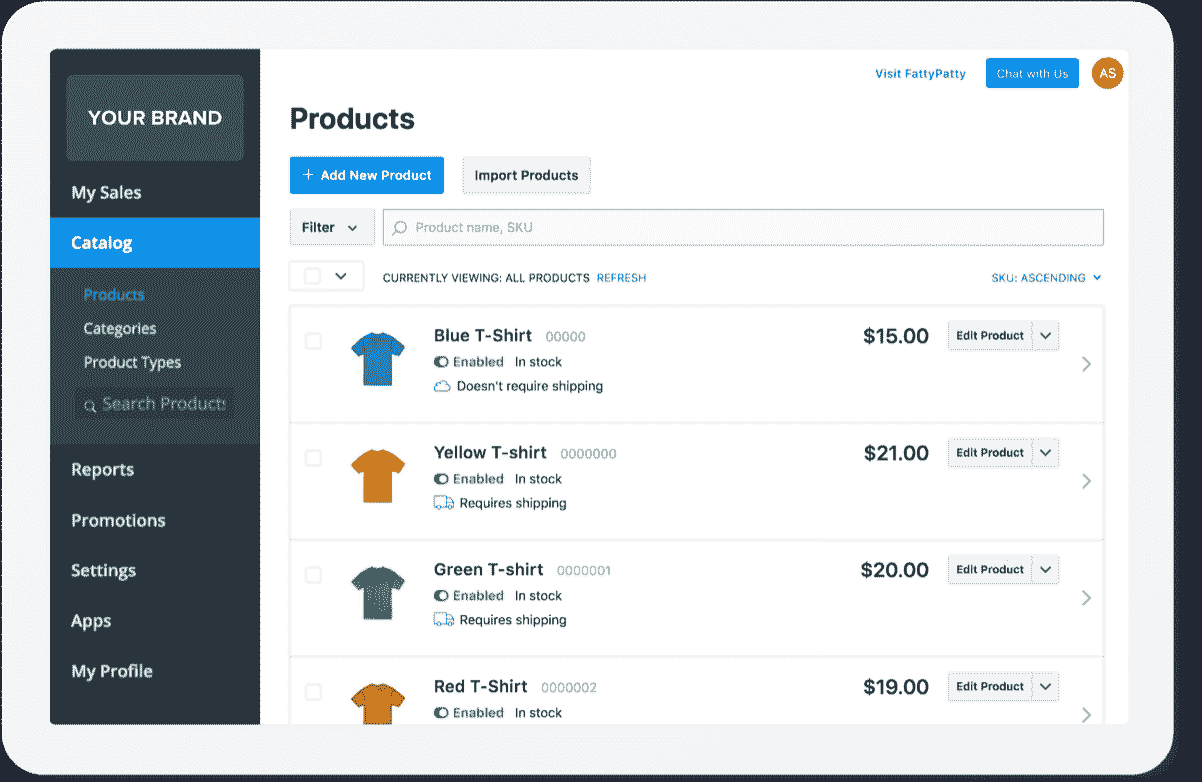 YOUR BRAND
My Sales
Catalog
Products
Categories
Product Types
Search Products
Reports
Promotions
Settings
Apps
My Profile
Visit FattyPatty
Chat with Us
AS
Products
+ Add New Product
Import Products
Filter
Product name, SKU
CURRENTLY VIEWING: ALL PRODUCTS REFRESH
SKU: ASCENDING
Blue T-Shirt 00000
$15.00
Edit Product
Enabled In stock
Doesn't require shipping
Yellow T-shirt 0000000
$21.00
Edit Product
Enabled In stock
Requires shipping
Green T-shirt 0000001
$20.00
Edit Product
Enabled In stock
Requires shipping
Red T-Shirt 0000002
$19.00
Edit Product
Enabled In stock